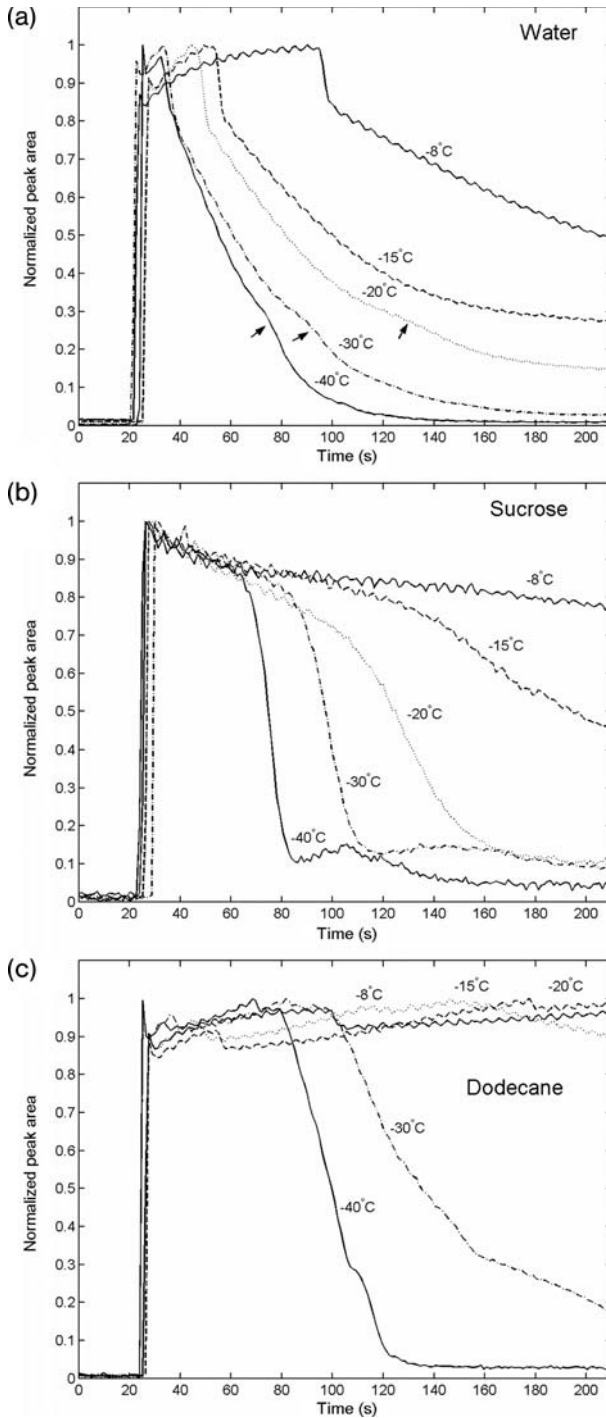 (a)
Water
Normalized peak area
1
0.9
0.8
0.7
0.6
0.5
0.4
0.3
0.2
0.1
0
-8°C
-15°C
-20°C
-30°C
-40°C
0 20 40 60 80 100 120 140 160 180 200
Time (s)
(b)
Sucrose
Normalized peak area
1
0.9
0.8
0.7
0.6
0.5
0.4
0.3
0.2
0.1
0
-8°C
-15°C
-20°C
-30°C
-40°C
0 20 40 60 80 100 120 140 160 180 200
Time (s)
(c)
-8°C -15°C -20°C
Dodecane
Normalized peak area
1
0.9
0.8
0.7
0.6
0.5
0.4
0.3
0.2
0.1
0
-30°C
-40°C
0 20 40 60 80 100 120 140 160 180 200
Time (s)